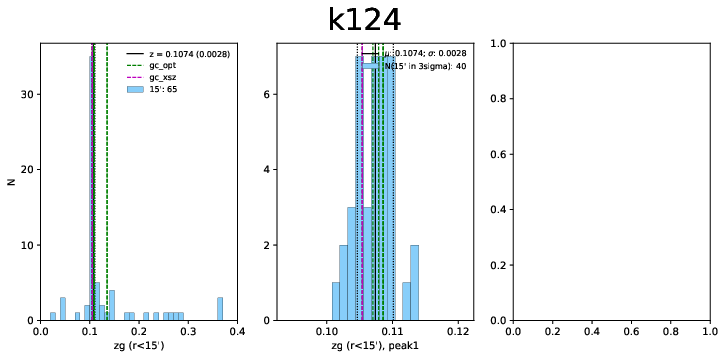 k124
z = 0.1074 (0.0028)
gc_opt
gc_xsz
15': 65
N
30
20
10
0
0.0 0.1 0.2 0.3 0.4
zg (r<15')
μ: 0.1074; σ: 0.0028
N(15' in 3sigma): 40
6
4
2
0
0.10 0.11 0.12
zg (r<15'), peak1
1.0
0.8
0.6
0.4
0.2
0.0
0.0 0.2 0.4 0.6 0.8 1.0